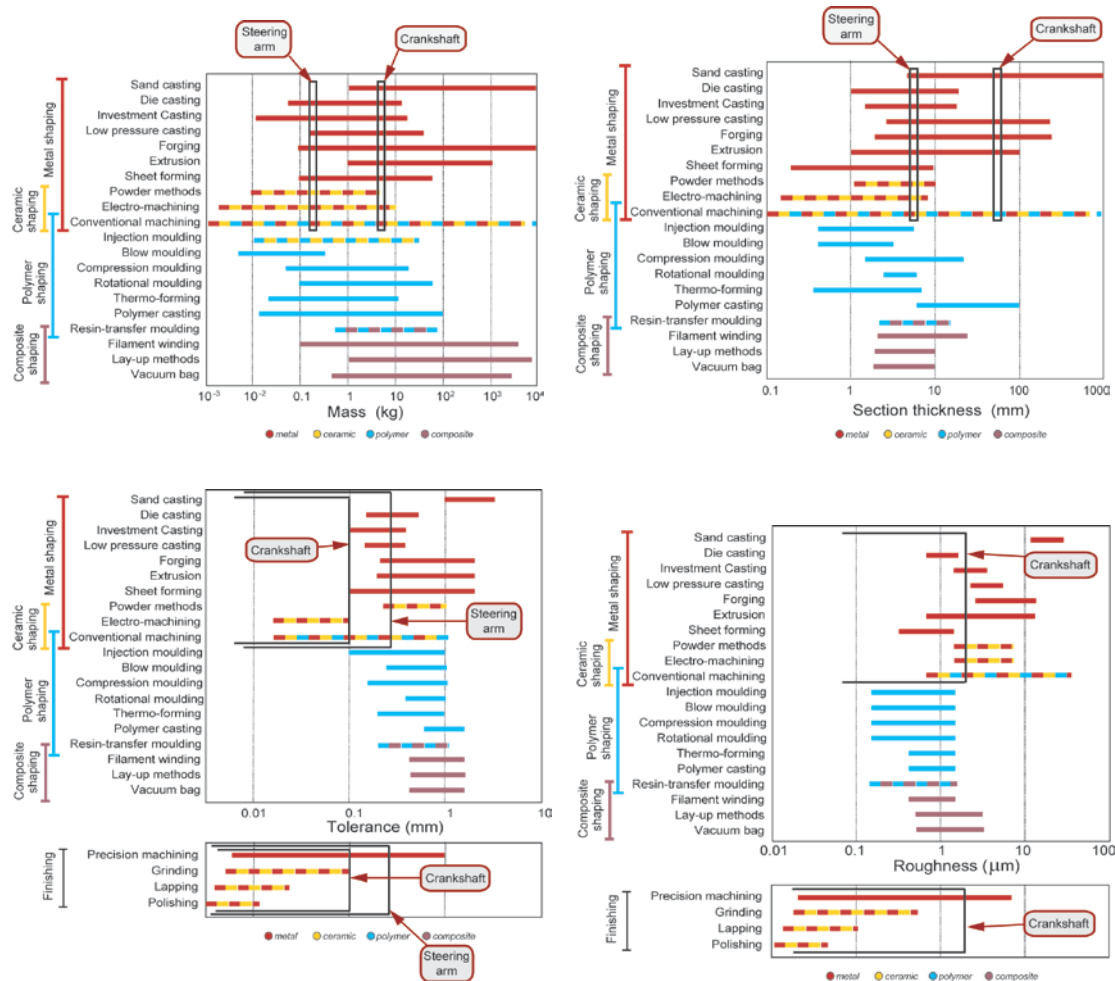 Steering
arm
Crankshaft
Metal shaping
Ceramic
shaping
Polymer
shaping
Composite
shaping
Sand casting
Die casting
Investment Casting
Low pressure casting
Forging
Extrusion
Sheet forming
Powder methods
Electro-machining
Conventional machining
Injection moulding
Blow moulding
Compression moulding
Rotational moulding
Thermo-forming
Polymer casting
Resin-transfer moulding
Filament winding
Lay-up methods
Vacuum bag
10⁻³ 10⁻² 0.1 1 10 10² 10³ 10⁴
Mass (kg)
metal ceramic polymer composite
Steering
arm
Crankshaft
Metal shaping
Ceramic
shaping
Polymer
shaping
Composite
shaping
Sand casting
Die casting
Investment Casting
Low pressure casting
Forging
Extrusion
Sheet forming
Powder methods
Electro-machining
Conventional machining
Injection moulding
Blow moulding
Compression moulding
Rotational moulding
Thermo-forming
Polymer casting
Resin-transfer moulding
Filament winding
Lay-up methods
Vacuum bag
0.1 1 10 100 1000
Section thickness (mm)
metal ceramic polymer composite
Metal shaping
Ceramic
shaping
Polymer
shaping
Composite
shaping
Sand casting
Die casting
Investment Casting
Low pressure casting
Forging
Extrusion
Sheet forming
Powder methods
Electro-machining
Conventional machining
Injection moulding
Blow moulding
Compression moulding
Rotational moulding
Thermo-forming
Polymer casting
Resin-transfer moulding
Filament winding
Lay-up methods
Vacuum bag
Crankshaft
Steering
arm
0.01 0.1 1 10
Tolerance (mm)
Finishing
Precision machining
Grinding
Lapping
Polishing
Crankshaft
Steering
arm
metal ceramic polymer composite
Metal shaping
Ceramic
shaping
Polymer
shaping
Composite
shaping
Sand casting
Die casting
Investment Casting
Low pressure casting
Forging
Extrusion
Sheet forming
Powder methods
Electro-machining
Conventional machining
Injection moulding
Blow moulding
Compression moulding
Rotational moulding
Thermo-forming
Polymer casting
Resin-transfer moulding
Filament winding
Lay-up methods
Vacuum bag
Crankshaft
0.01 0.1 1 10 100
Roughness (μm)
Finishing
Precision machining
Grinding
Lapping
Polishing
Crankshaft
metal ceramic polymer composite